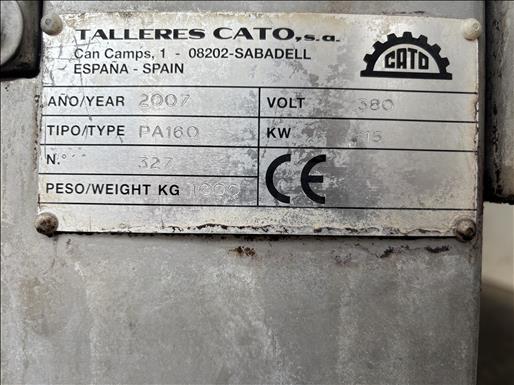 TALLERES CATO, s.a.
Can Camps, 1 - 08202-SABADELL
ESPAÑA - SPAIN
CATO
AÑO/YEAR 2007 VOLT 380
TIPO/TYPE PA160 KW 15
N.º 327
PESO/WEIGHT KG
CE